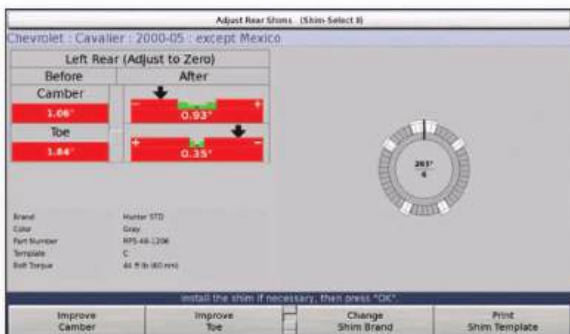 Adjust Rear Shims (Shim-Select II)
Chevrolet : Cavalier : 2000-05 : except Mexico
Left Rear (Adjust to Zero)
Before After
Camber
- +
1.06° 0.93°
Toe
+ -
1.84° 0.35°
265°
6
Brand Hunter STD
Color Gray
Part Number RPS-48-1206
Template C
Bolt Torque 44 ft lb (60 nm)
Install the shim if necessary, then press "OK".
Improve Camber
Improve Toe
Change Shim Brand
Print Shim Template